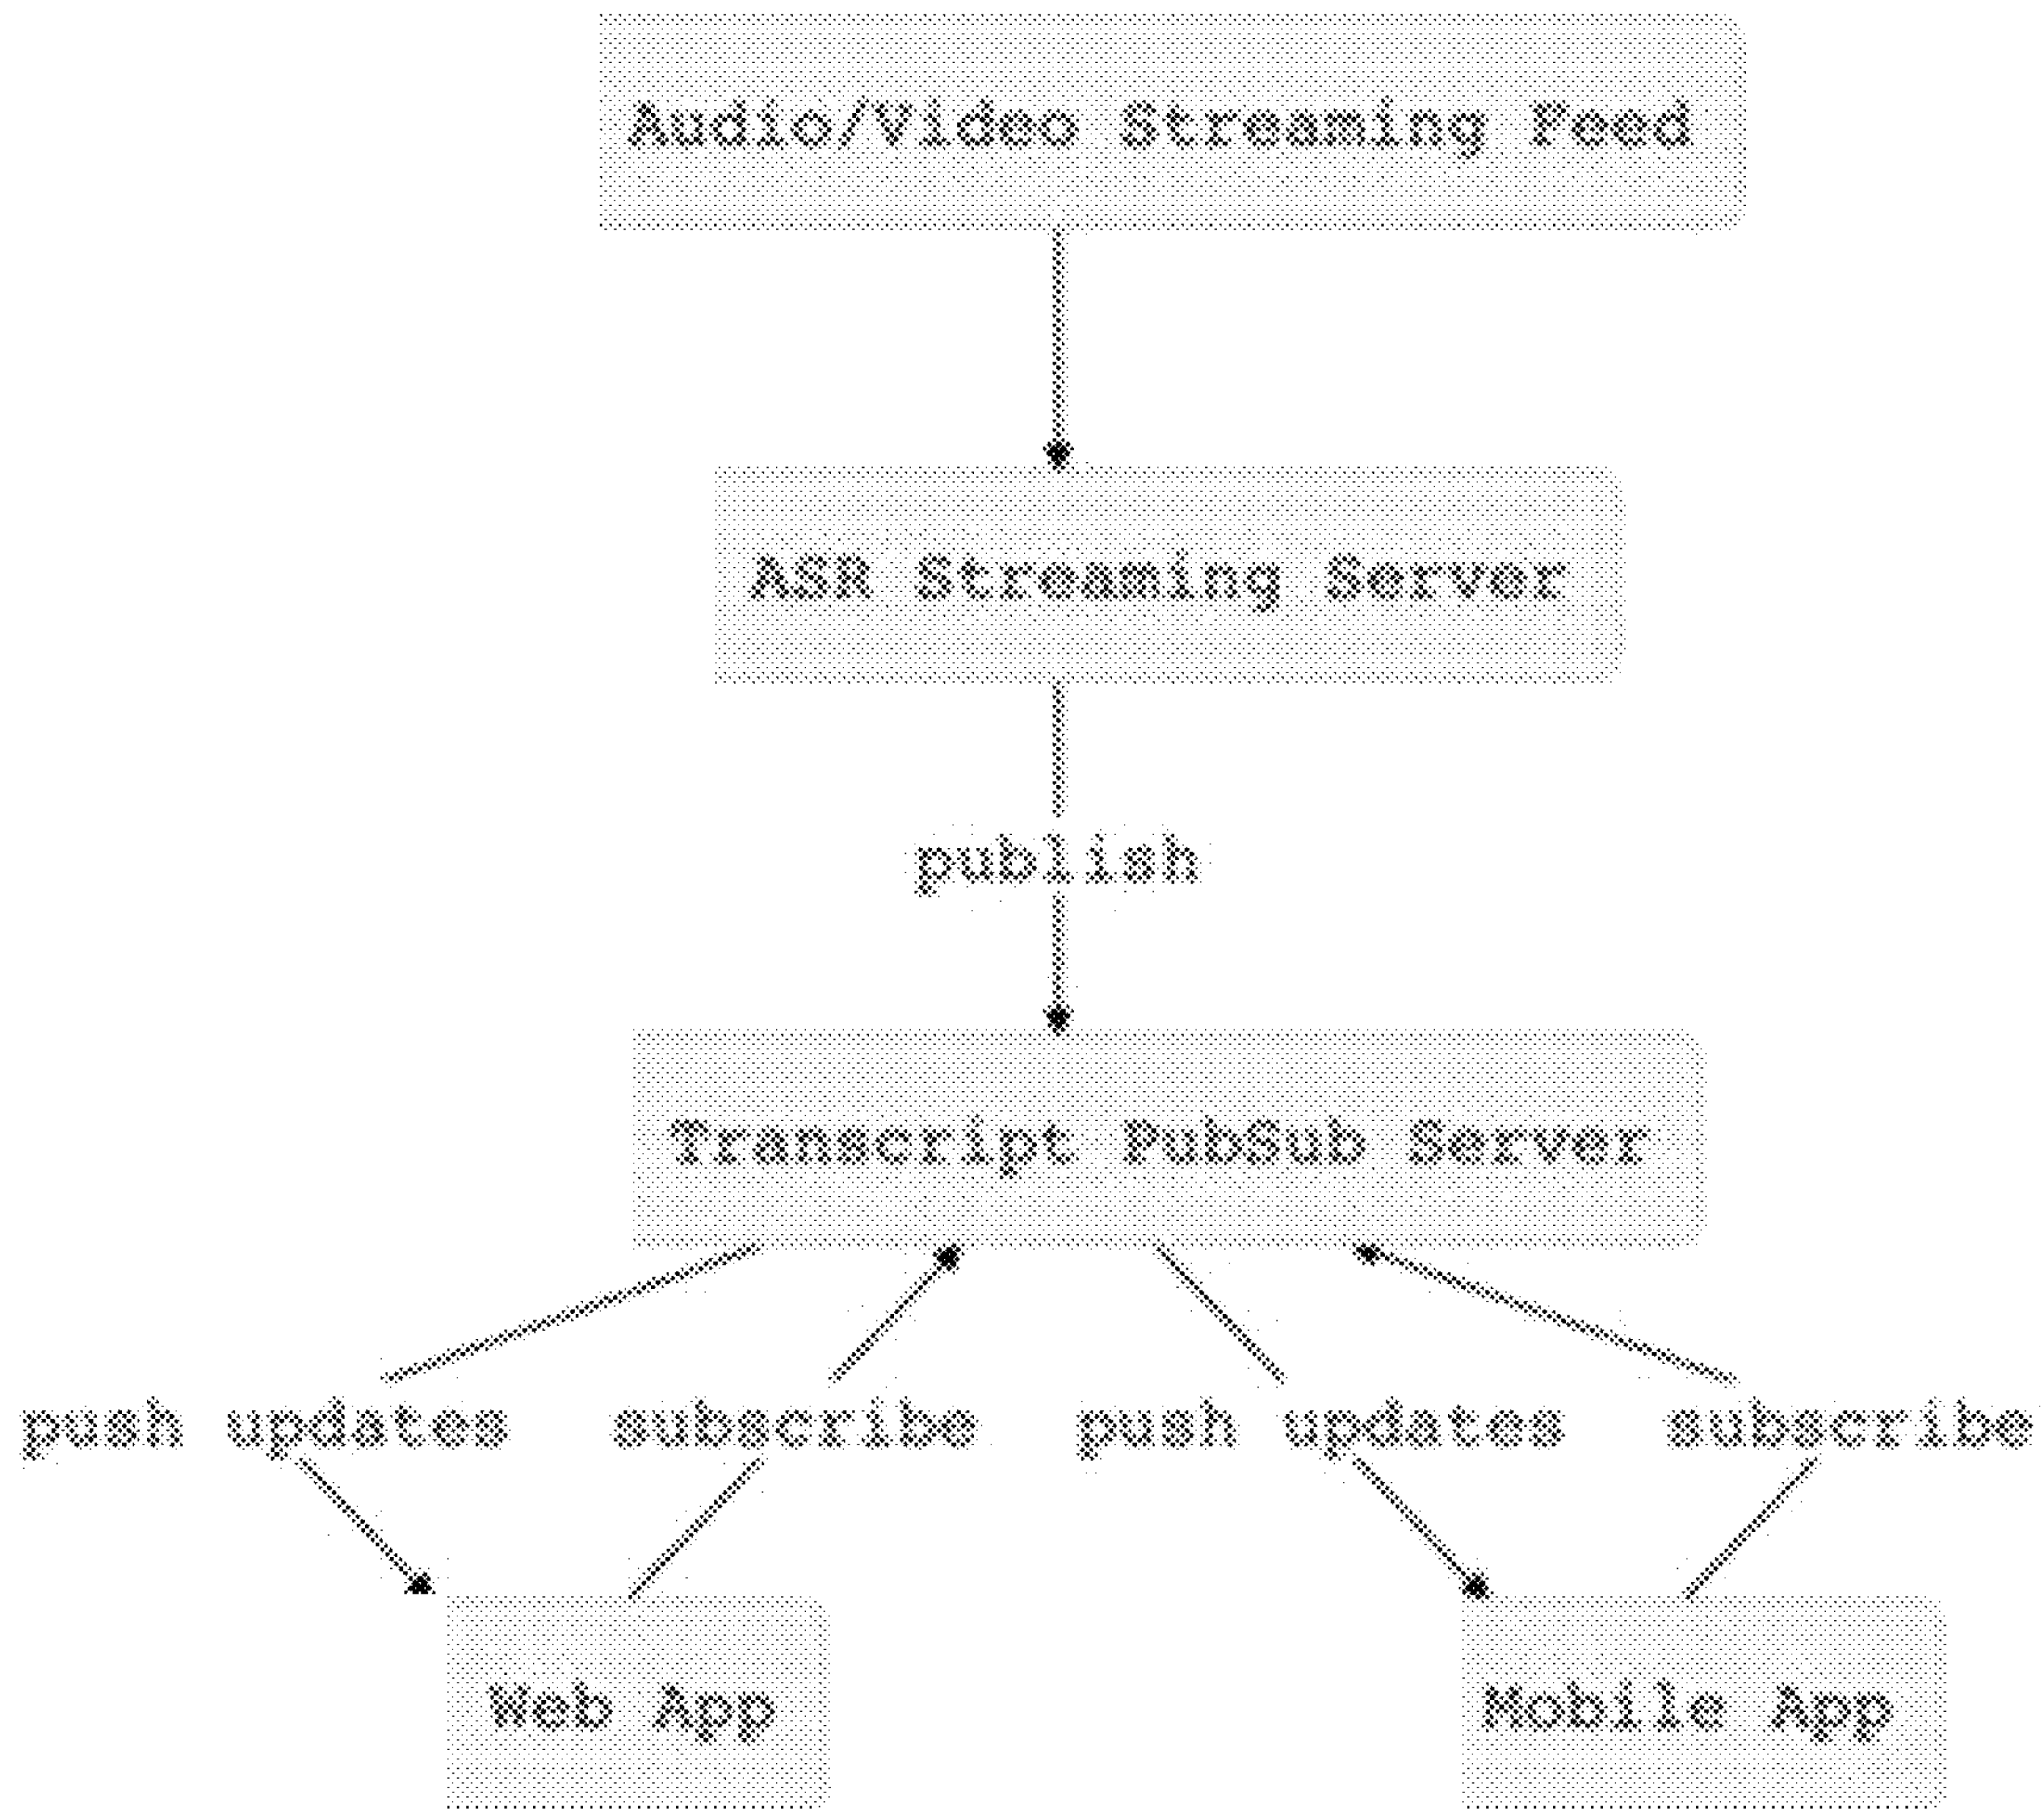 Audio/Video Streaming Feed
ASR Streaming Server
publish
Transcript PubSub Server
push updates subscribe push updates subscribe
Web App Mobile App